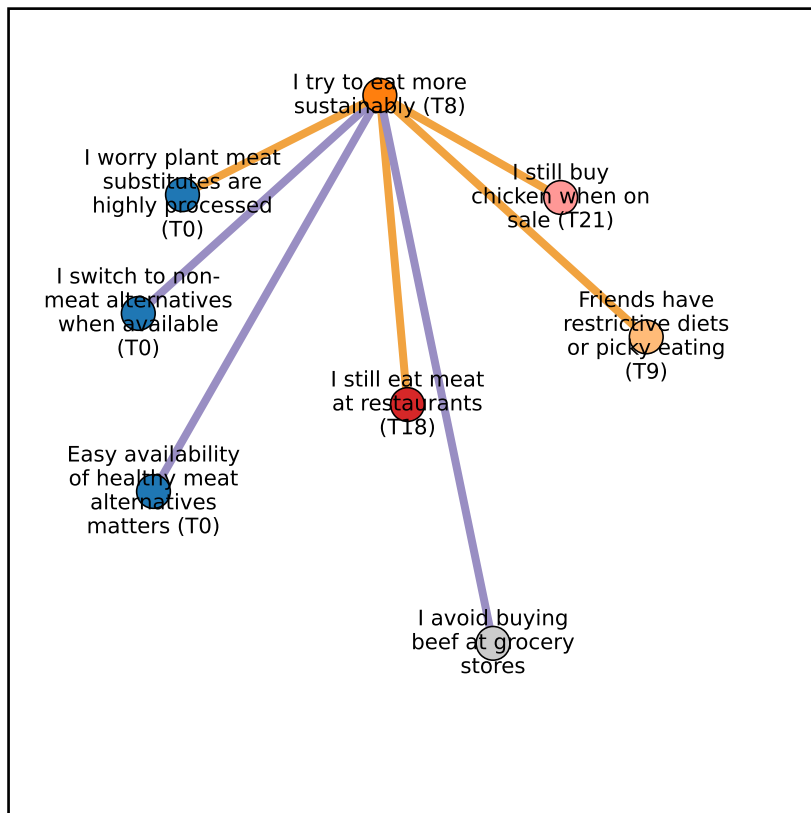 I try to eat more
sustainably (T8)
I worry plant meat
substitutes are
highly processed
(T0)
I still buy
chicken when on
sale (T21)
I switch to non-
meat alternatives
when available
(T0)
Friends have
restrictive diets
or picky eating
(T9)
I still eat meat
at restaurants
(T18)
Easy availability
of healthy meat
alternatives
matters (T0)
I avoid buying
beef at grocery
stores